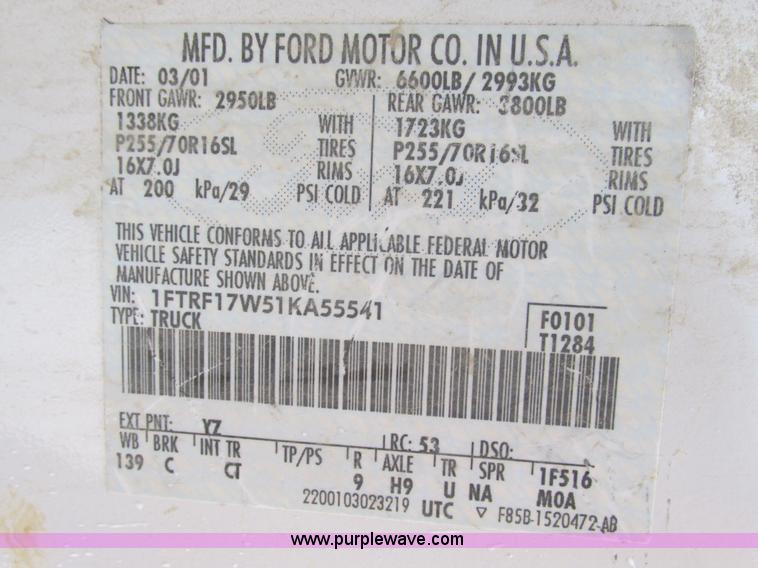 MFD. BY FORD MOTOR CO. IN U.S.A.
DATE: 03/01 GVWR: 6600LB/ 2993KG
FRONT GAWR: 2950LB REAR GAWR: 3800LB
1338KG WITH 1723KG WITH
P255/70R16SL TIRES P255/70R16SL TIRES
16X7.0J RIMS 16X7.0J RIMS
AT 200 kPa/29 PSI COLD AT 221 kPa/32 PSI COLD
THIS VEHICLE CONFORMS TO ALL APPLICABLE FEDERAL MOTOR
VEHICLE SAFETY STANDARDS IN EFFECT ON THE DATE OF
MANUFACTURE SHOWN ABOVE.
VIN: 1FTRF17W51KA55541 F0101
TYPE: TRUCK T1284
EXT PNT: YZ RC: 53 DSO:
WB BRK INT TR TP/PS R AXLE TR SPR 1F516
139 C CT 9 H9 U NA MOA
2200103023219 UTC ▽ F85B-1520472-AB
www.purplewave.com